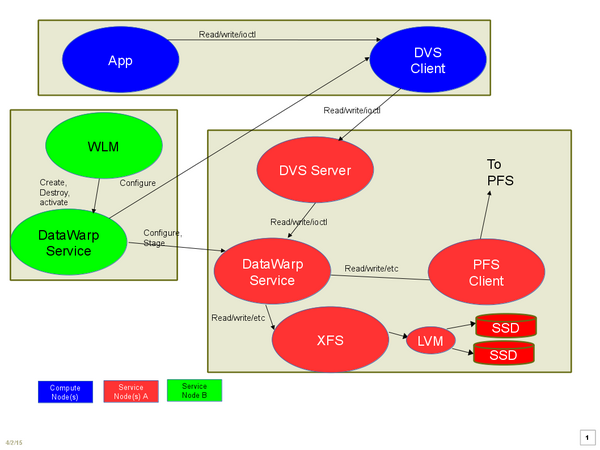 Read/write/ioctl
App
DVS
Client
Read/write/ioctl
WLM
Create,
Destroy,
activate
Configure
DVS Server
To
PFS
DataWarp
Service
Configure,
Stage
Read/write/ioctl
DataWarp
Service
Read/write/etc
PFS
Client
Read/write/etc
XFS
LVM
SSD
SSD
Compute
Node(s)
Service
Node(s) A
Service
Node B
1
6/2/15